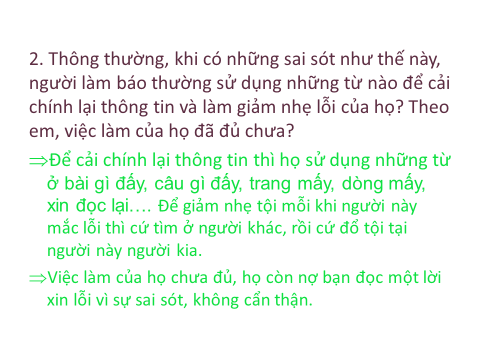 2. Thông thường, khi có những sai sót như thế này,
người làm báo thường sử dụng những từ nào để cải
chính lại thông tin và làm giảm nhẹ lỗi của họ? Theo
em, việc làm của họ đã đủ chưa?
⇒Để cải chính lại thông tin thì họ sử dụng những từ
ở bài gì đấy, câu gì đấy, trang mấy, dòng mấy,
xin đọc lại…. Để giảm nhẹ tội mỗi khi người này
mắc lỗi thì cứ tìm ở người khác, rồi cứ đổ tội tại
người này người kia.
⇒Việc làm của họ chưa đủ, họ còn nợ bạn đọc một lời
xin lỗi vì sự sai sót, không cẩn thận.